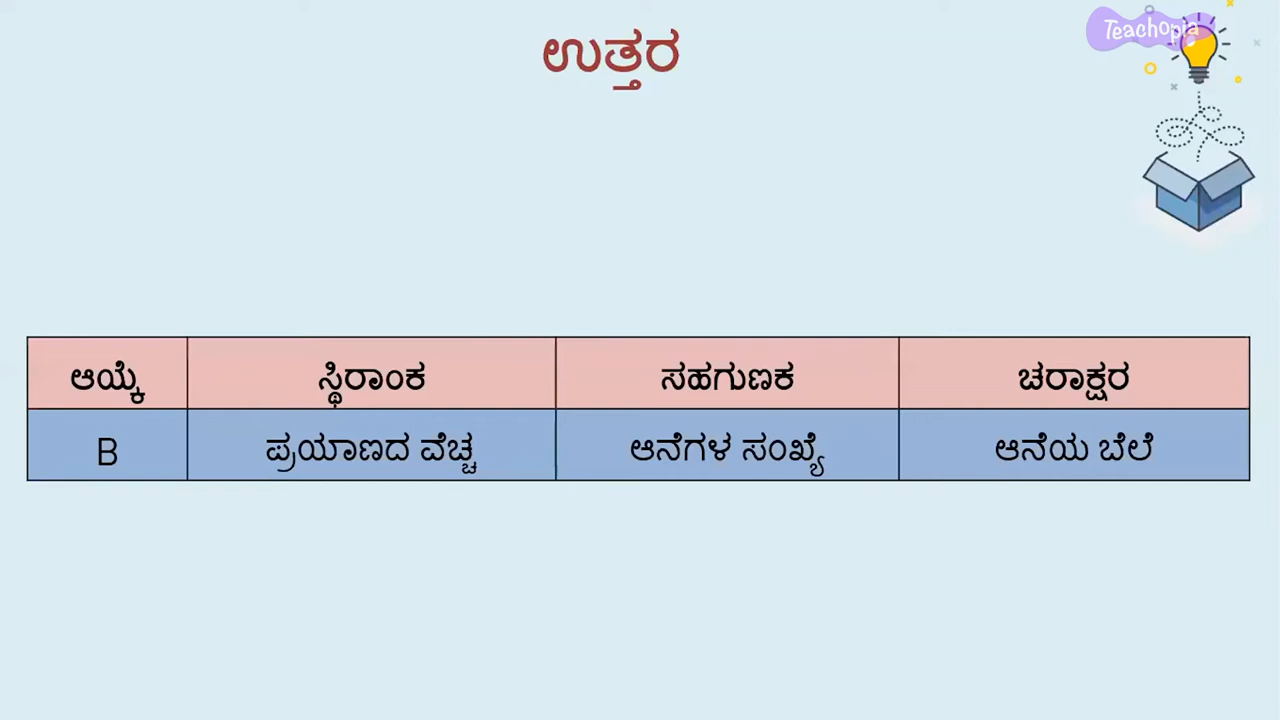 Teachopia
ಉತ್ತರ
ಆಯ್ಕೆ ಸ್ಥಿರಾಂಕ ಸಹಗುಣಕ ಚರಾಕ್ಷರ
B ಪ್ರಯಾಣದ ವೆಚ್ಚ ಆನೆಗಳ ಸಂಖ್ಯೆ ಆನೆಯ ಬೆಲೆ